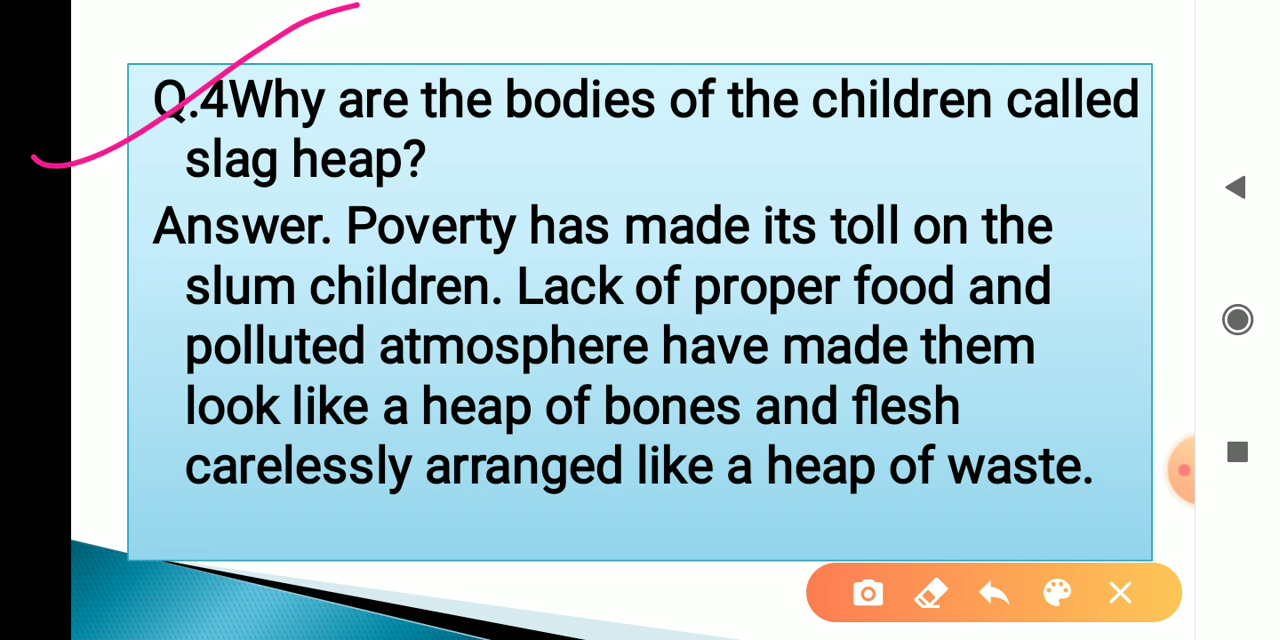 Q.4Why are the bodies of the children called
slag heap?
Answer. Poverty has made its toll on the
slum children. Lack of proper food and
polluted atmosphere have made them
look like a heap of bones and flesh
carelessly arranged like a heap of waste.